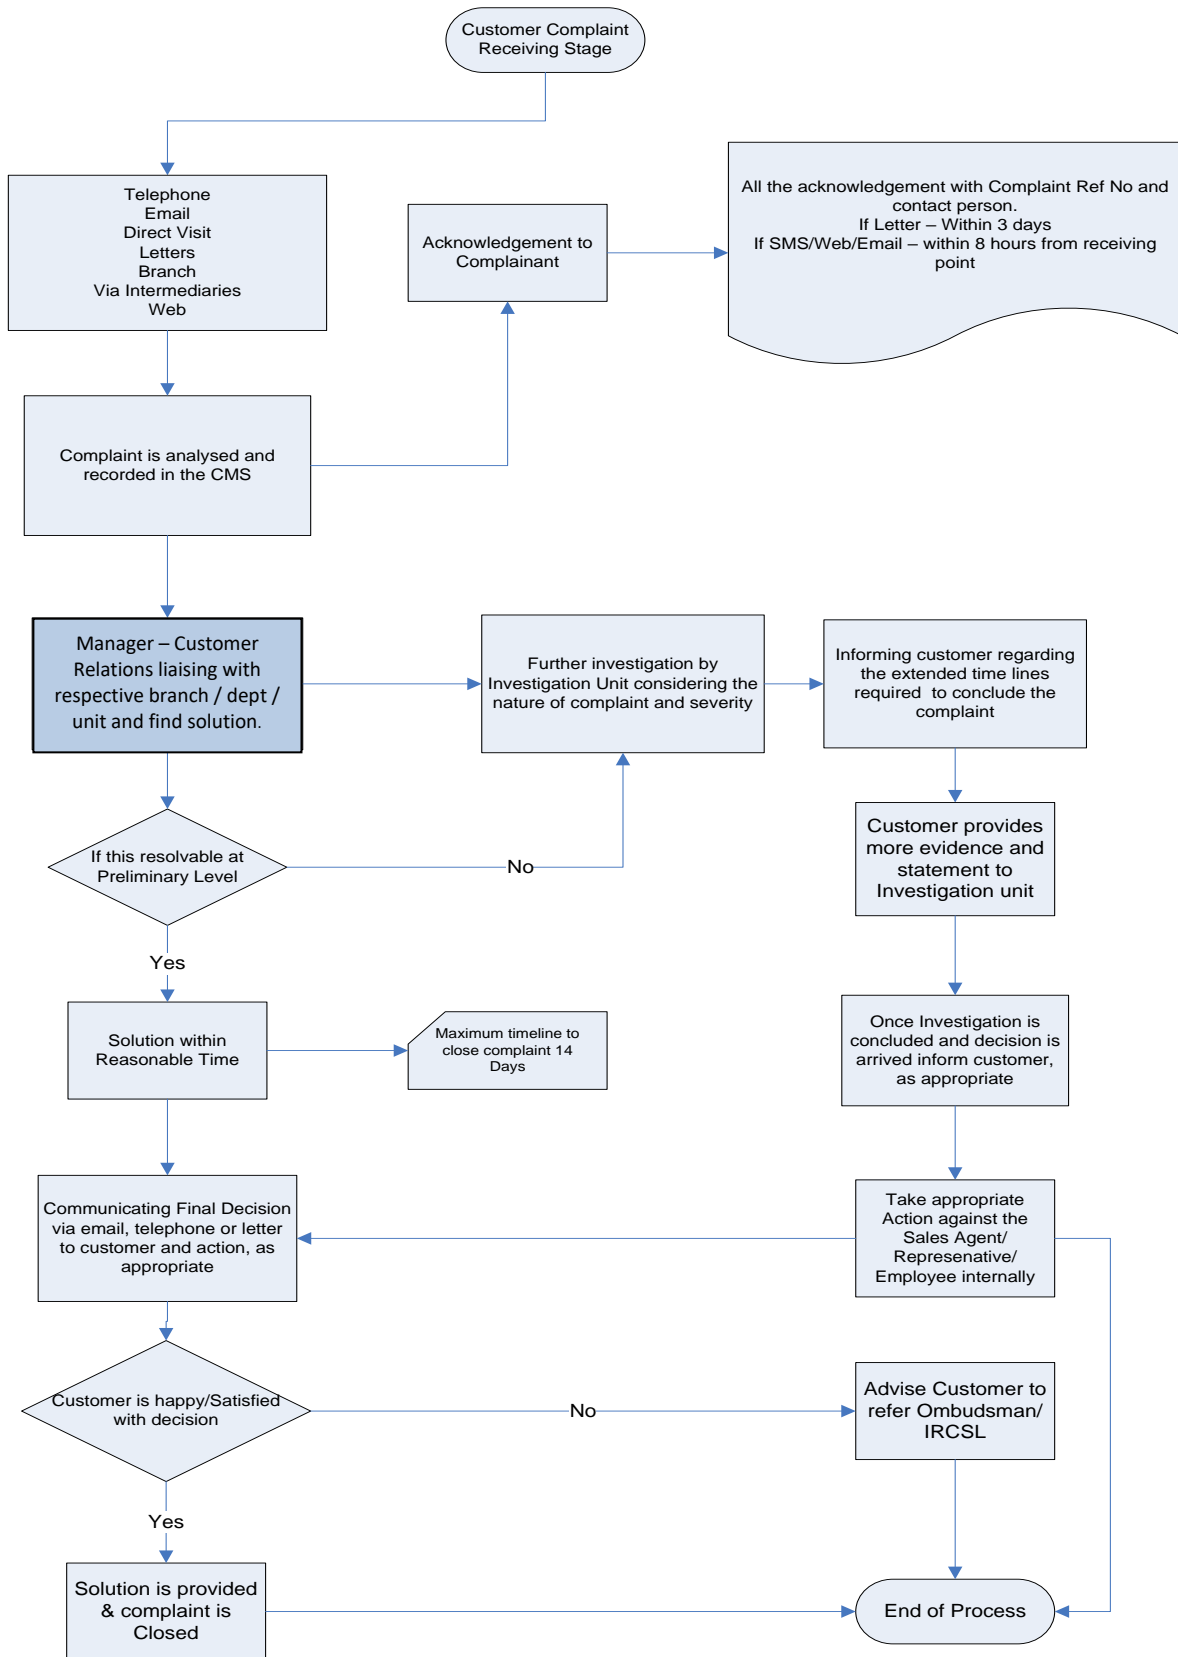 Customer Complaint
Receiving Stage
Telephone
Email
Direct Visit
Letters
Branch
Via Intermediaries
Web
Acknowledgement to
Complainant
All the acknowledgement with Complaint Ref No and
contact person.
If Letter – Within 3 days
If SMS/Web/Email – within 8 hours from receiving
point
Complaint is analysed and
recorded in the CMS
Manager – Customer
Relations liaising with
respective branch / dept /
unit and find solution.
Further investigation by
Investigation Unit considering the
nature of complaint and severity
Informing customer regarding
the extended time lines
required to conclude the
complaint
If this resolvable at
Preliminary Level
No
Customer provides
more evidence and
statement to
Investigation unit
Yes
Solution within
Reasonable Time
Maximum timeline to
close complaint 14
Days
Once Investigation is
concluded and decision is
arrived inform customer,
as appropriate
Communicating Final Decision
via email, telephone or letter
to customer and action, as
appropriate
Take appropriate
Action against the
Sales Agent/
Represenative/
Employee internally
Customer is happy/Satisfied
with decision
No
Advise Customer to
refer Ombudsman/
IRCSL
Yes
Solution is provided
& complaint is
Closed
End of Process